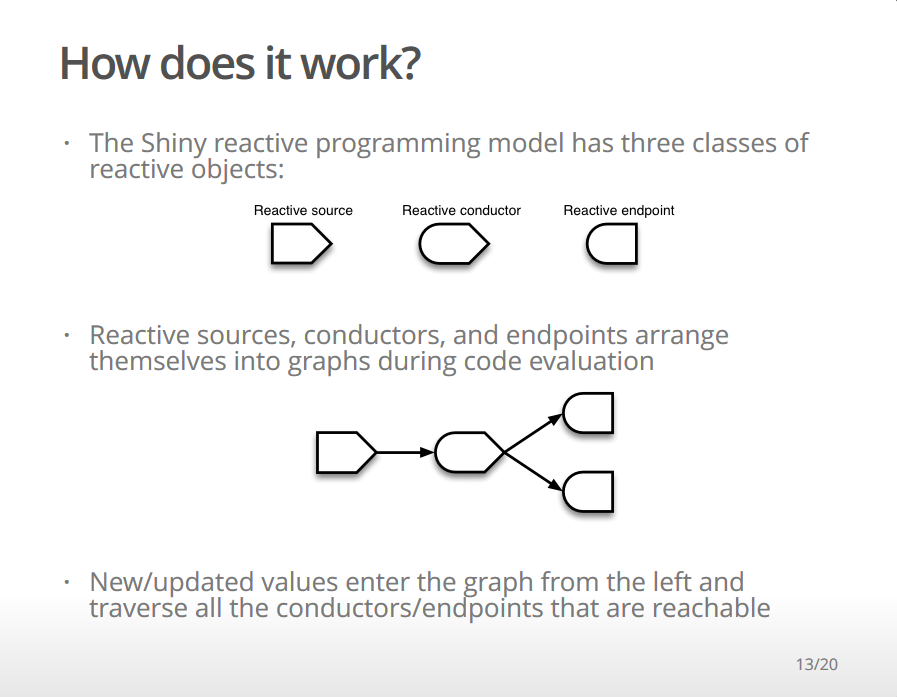 How does it work?
· The Shiny reactive programming model has three classes of
reactive objects:
Reactive source Reactive conductor Reactive endpoint
· Reactive sources, conductors, and endpoints arrange
themselves into graphs during code evaluation
· New/updated values enter the graph from the left and
traverse all the conductors/endpoints that are reachable
13/20